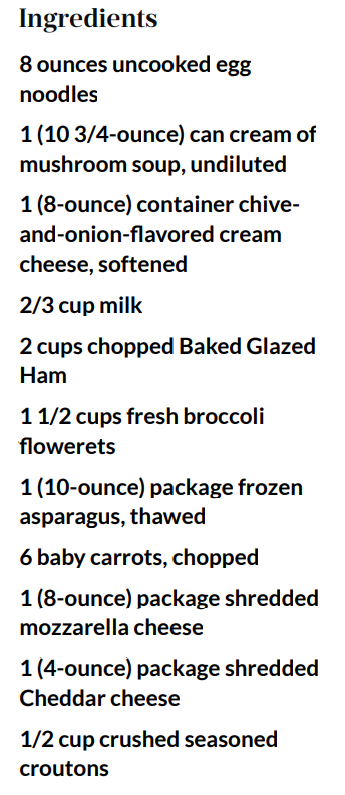 Ingredients
8 ounces uncooked egg
noodles
1 (10 3/4-ounce) can cream of
mushroom soup, undiluted
1 (8-ounce) container chive-
and-onion-flavored cream
cheese, softened
2/3 cup milk
2 cups chopped Baked Glazed
Ham
1 1/2 cups fresh broccoli
flowerets
1 (10-ounce) package frozen
asparagus, thawed
6 baby carrots, chopped
1 (8-ounce) package shredded
mozzarella cheese
1 (4-ounce) package shredded
Cheddar cheese
1/2 cup crushed seasoned
croutons